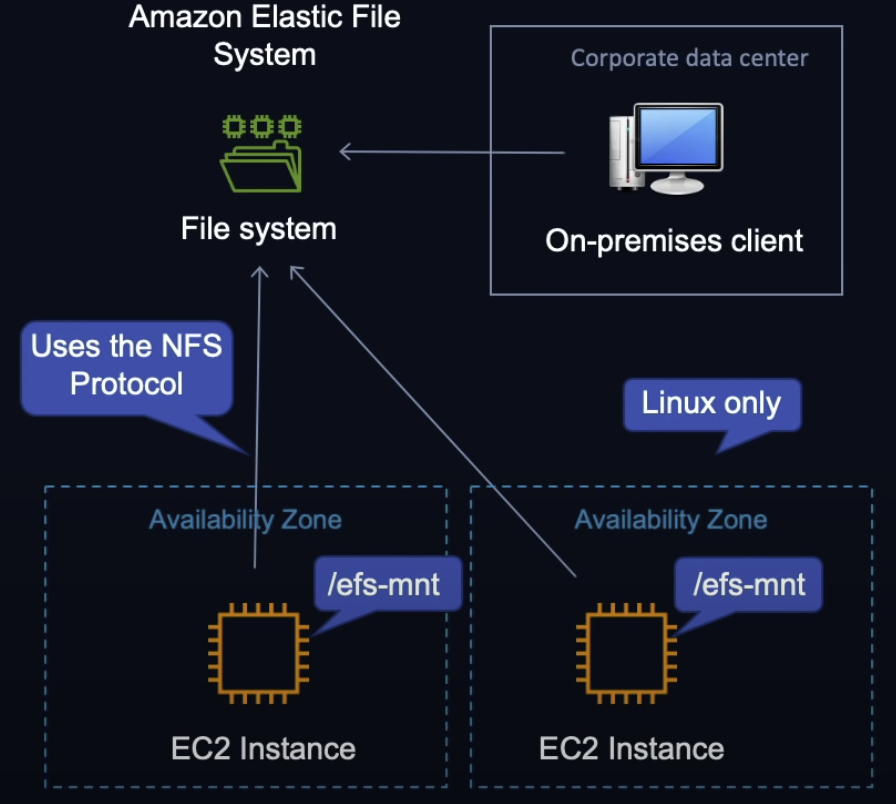 Amazon Elastic File
System
Corporate data center
File system
On-premises client
Uses the NFS
Protocol
Linux only
Availability Zone
Availability Zone
/efs-mnt
/efs-mnt
EC2 Instance
EC2 Instance